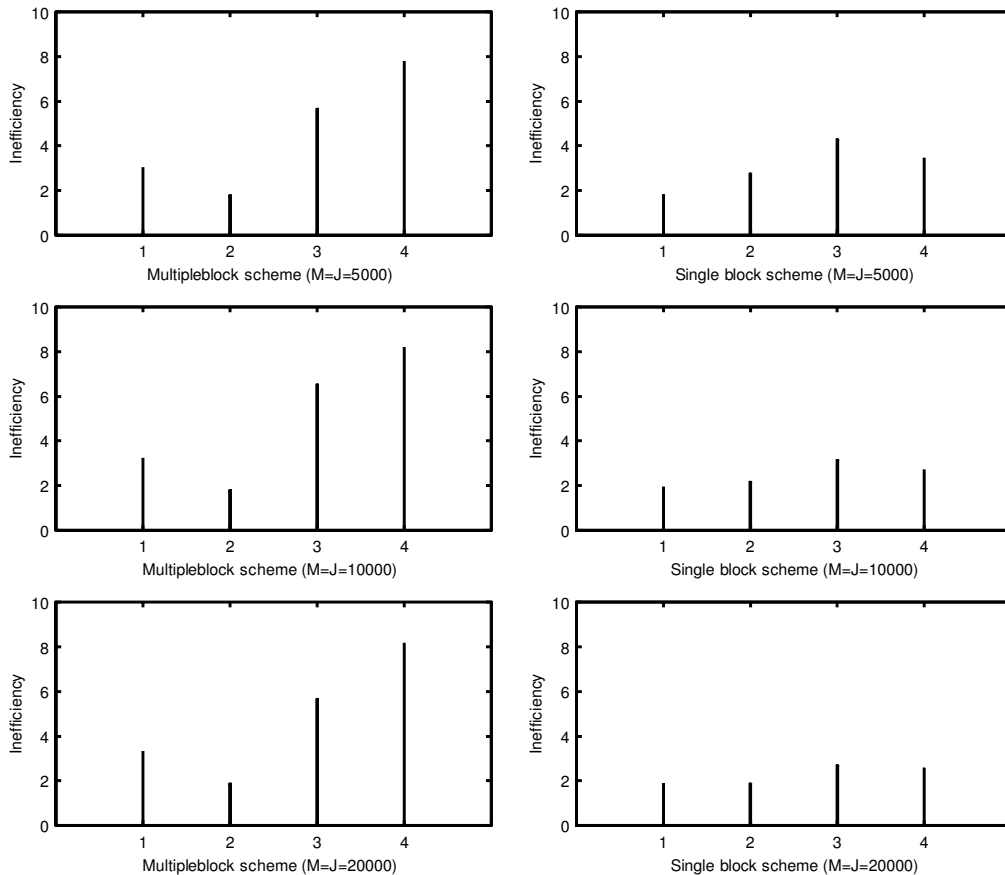 10
8
6
4
2
0
Inefficiency
1 2 3 4
Multipleblock scheme (M=J=5000)
10
8
6
4
2
0
Inefficiency
1 2 3 4
Single block scheme (M=J=5000)
10
8
6
4
2
0
Inefficiency
1 2 3 4
Multipleblock scheme (M=J=10000)
10
8
6
4
2
0
Inefficiency
1 2 3 4
Single block scheme (M=J=10000)
10
8
6
4
2
0
Inefficiency
1 2 3 4
Multipleblock scheme (M=J=20000)
10
8
6
4
2
0
Inefficiency
1 2 3 4
Single block scheme (M=J=20000)